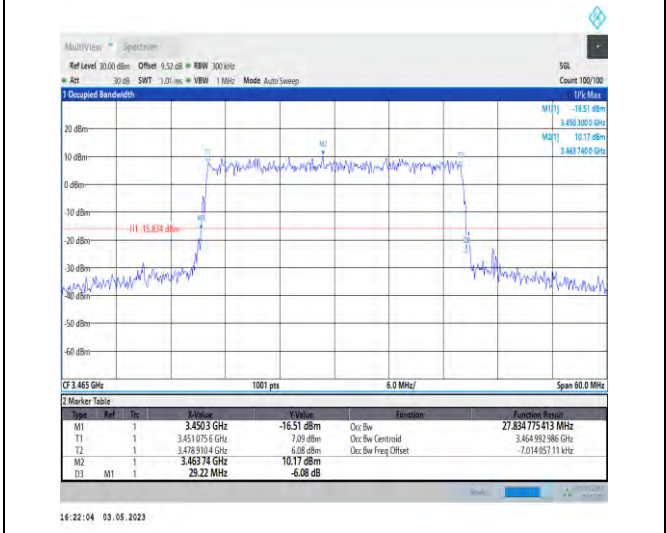 MultiView Spectrum
Ref Level 30.00 dBm Offset 9.52 dB RBW 300 kHz SGL
Att 30 dB SWT 1.01 ms VBW 1 MHz Mode Auto Sweep Count 100/100
1 Occupied Bandwidth 1Pk Max
M1[1] -16.51 dBm
3.450 300 0 GHz
M2[1] 10.17 dBm
3.463 740 0 GHz
20 dBm
M2
T1
10 dBm
0 dBm
-10 dBm
H1 -15.834 dBm
-20 dBm
-30 dBm
-40 dBm
-50 dBm
-60 dBm
CF 3.465 GHz 1001 pts 6.0 MHz/ Span 60.0 MHz
2 Marker Table
Type Ref Trc X-Value Y-Value Function Function Result
M1 1 3.4503 GHz -16.51 dBm Occ Bw 27.834 775 413 MHz
T1 1 3.451 075 6 GHz 7.09 dBm Occ Bw Centroid 3.464 992 986 GHz
T2 1 3.478 910 4 GHz 6.08 dBm Occ Bw Freq Offset -7.014 057 11 kHz
M2 1 3.463 74 GHz 10.17 dBm
D3 M1 1 29.22 MHz -6.08 dB
Ready
16:22:04 03.05.2023